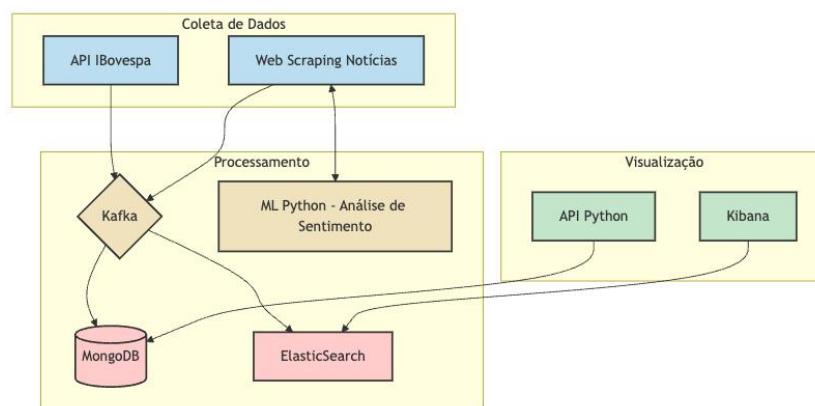 Coleta de Dados
API IBovespa
Web Scraping Notícias
Processamento
Visualização
Kafka
ML Python - Análise de
Sentimento
API Python
Kibana
MongoDB
ElasticSearch